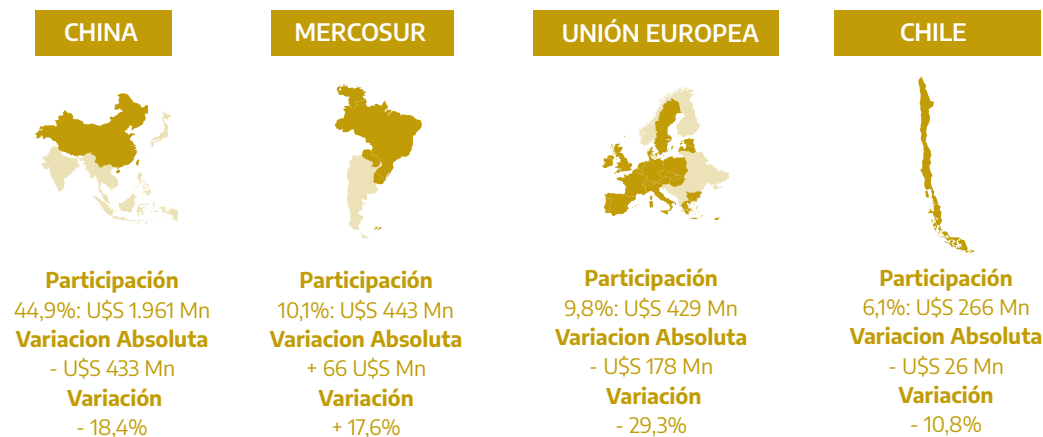 CHINA
Participación
44,9%: U$S 1.961 Mn
Variacion Absoluta
- U$S 433 Mn
Variación
- 18,4%
MERCOSUR
Participación
10,1%: U$S 443 Mn
Variacion Absoluta
+ 66 U$S Mn
Variación
+ 17,6%
UNIÓN EUROPEA
Participación
9,8%: U$S 429 Mn
Variacion Absoluta
- U$S 178 Mn
Variación
- 29,3%
CHILE
Participación
6,1%: U$S 266 Mn
Variacion Absoluta
- U$S 26 Mn
Variación
- 10,8%